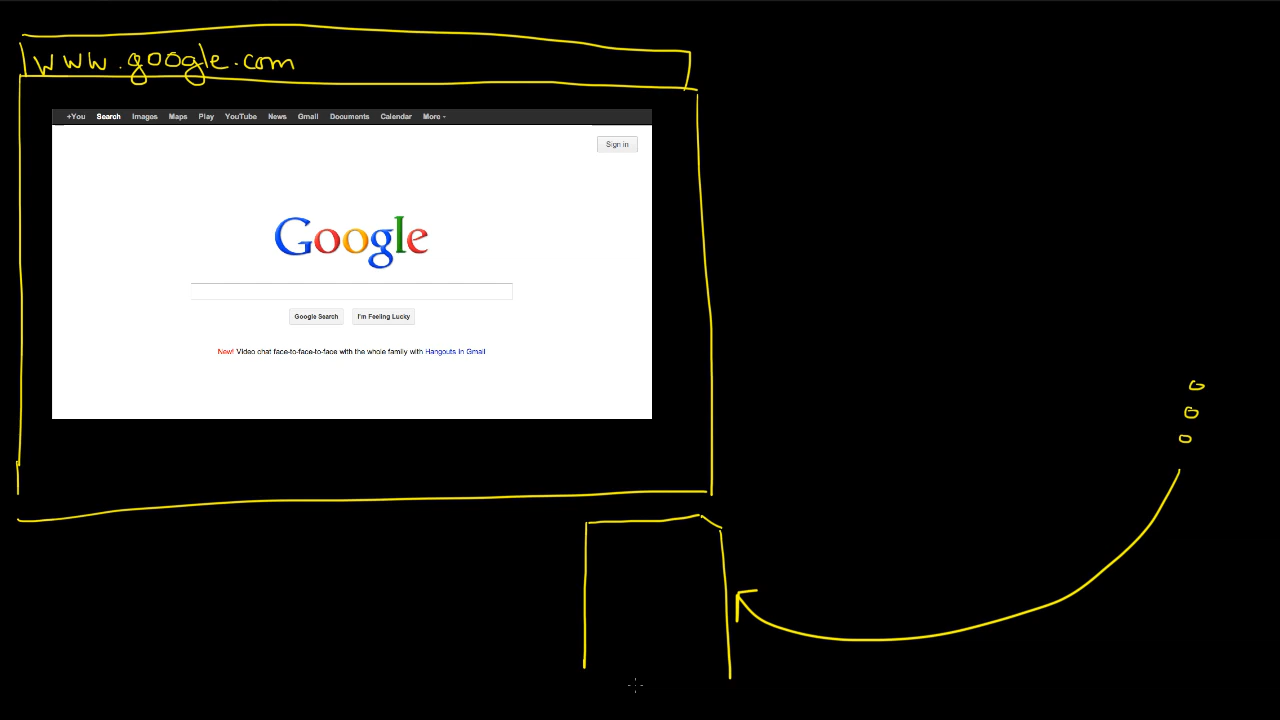 www.google.com
+You Search Images Maps Play YouTube News Gmail Documents Calendar More
Sign in
Google
Google Search I'm Feeling Lucky
New! Video chat face-to-face-to-face with the whole family with Hangouts in Gmail